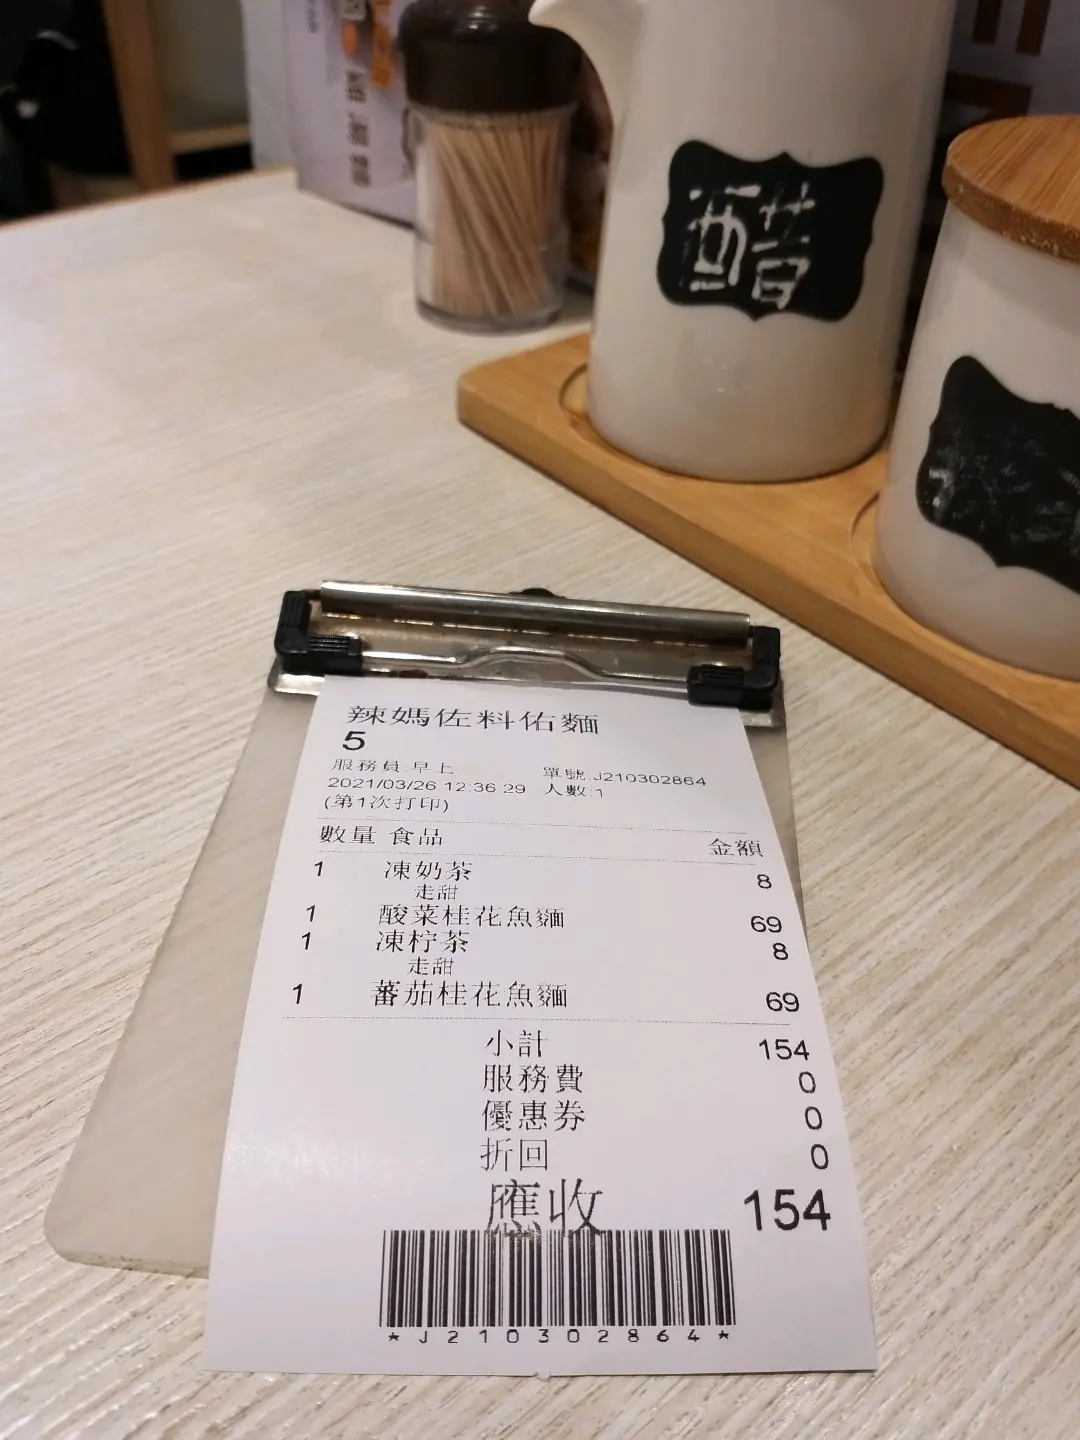 雞湯麵
醋
辣媽佐料佑麵
5
服務員:早上 單號:J210302864
2021/03/26 12:36:29 人數:1
(第1次打印)
數量 食品 金額
1 凍奶茶 8
走甜
1 酸菜桂花魚麵 69
1 凍柠茶 8
走甜
1 蕃茄桂花魚麵 69
小計 154
服務費 0
優惠券 0
折回 0
應收 154
*J210302864*